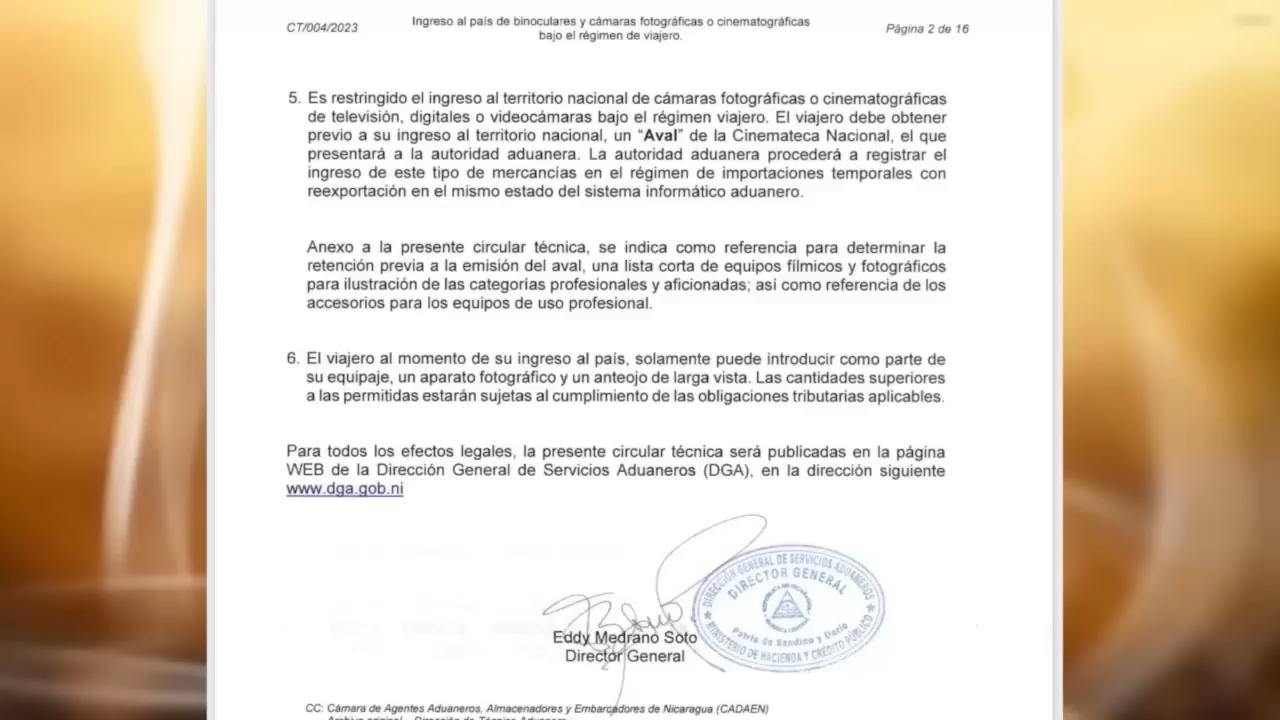 CT/004/2023
Ingreso al país de binoculares y cámaras fotográficas o cinematográficas
bajo el régimen de viajero.
Página 2 de 16
5. Es restringido el ingreso al territorio nacional de cámaras fotográficas o cinematográficas
de televisión, digitales o videocámaras bajo el régimen viajero. El viajero debe obtener
previo a su ingreso al territorio nacional, un “Aval” de la Cinemateca Nacional, el que
presentará a la autoridad aduanera. La autoridad aduanera procederá a registrar el
ingreso de este tipo de mercancías en el régimen de importaciones temporales con
reexportación en el mismo estado del sistema informático aduanero.
Anexo a la presente circular técnica, se indica como referencia para determinar la
retención previa a la emisión del aval, una lista corta de equipos fílmicos y fotográficos
para ilustración de las categorías profesionales y aficionadas; así como referencia de los
accesorios para los equipos de uso profesional.
6. El viajero al momento de su ingreso al país, solamente puede introducir como parte de
su equipaje, un aparato fotográfico y un anteojo de larga vista. Las cantidades superiores
a las permitidas estarán sujetas al cumplimiento de las obligaciones tributarias aplicables.
Para todos los efectos legales, la presente circular técnica será publicadas en la página
WEB de la Dirección General de Servicios Aduaneros (DGA), en la dirección siguiente
www.dga.gob.ni
DIRECCIÓN GENERAL DE SERVICIOS ADUANEROS
DIRECTOR GENERAL
Patria de Sandino y Darío
MINISTERIO DE HACIENDA Y CRÉDITO PÚBLICO
Eddy Medrano Soto
Director General
CC: Cámara de Agentes Aduaneros, Almacenadores y Embarcadores de Nicaragua (CADAEN)
Archivo original – Dirección de Técnica Aduanera